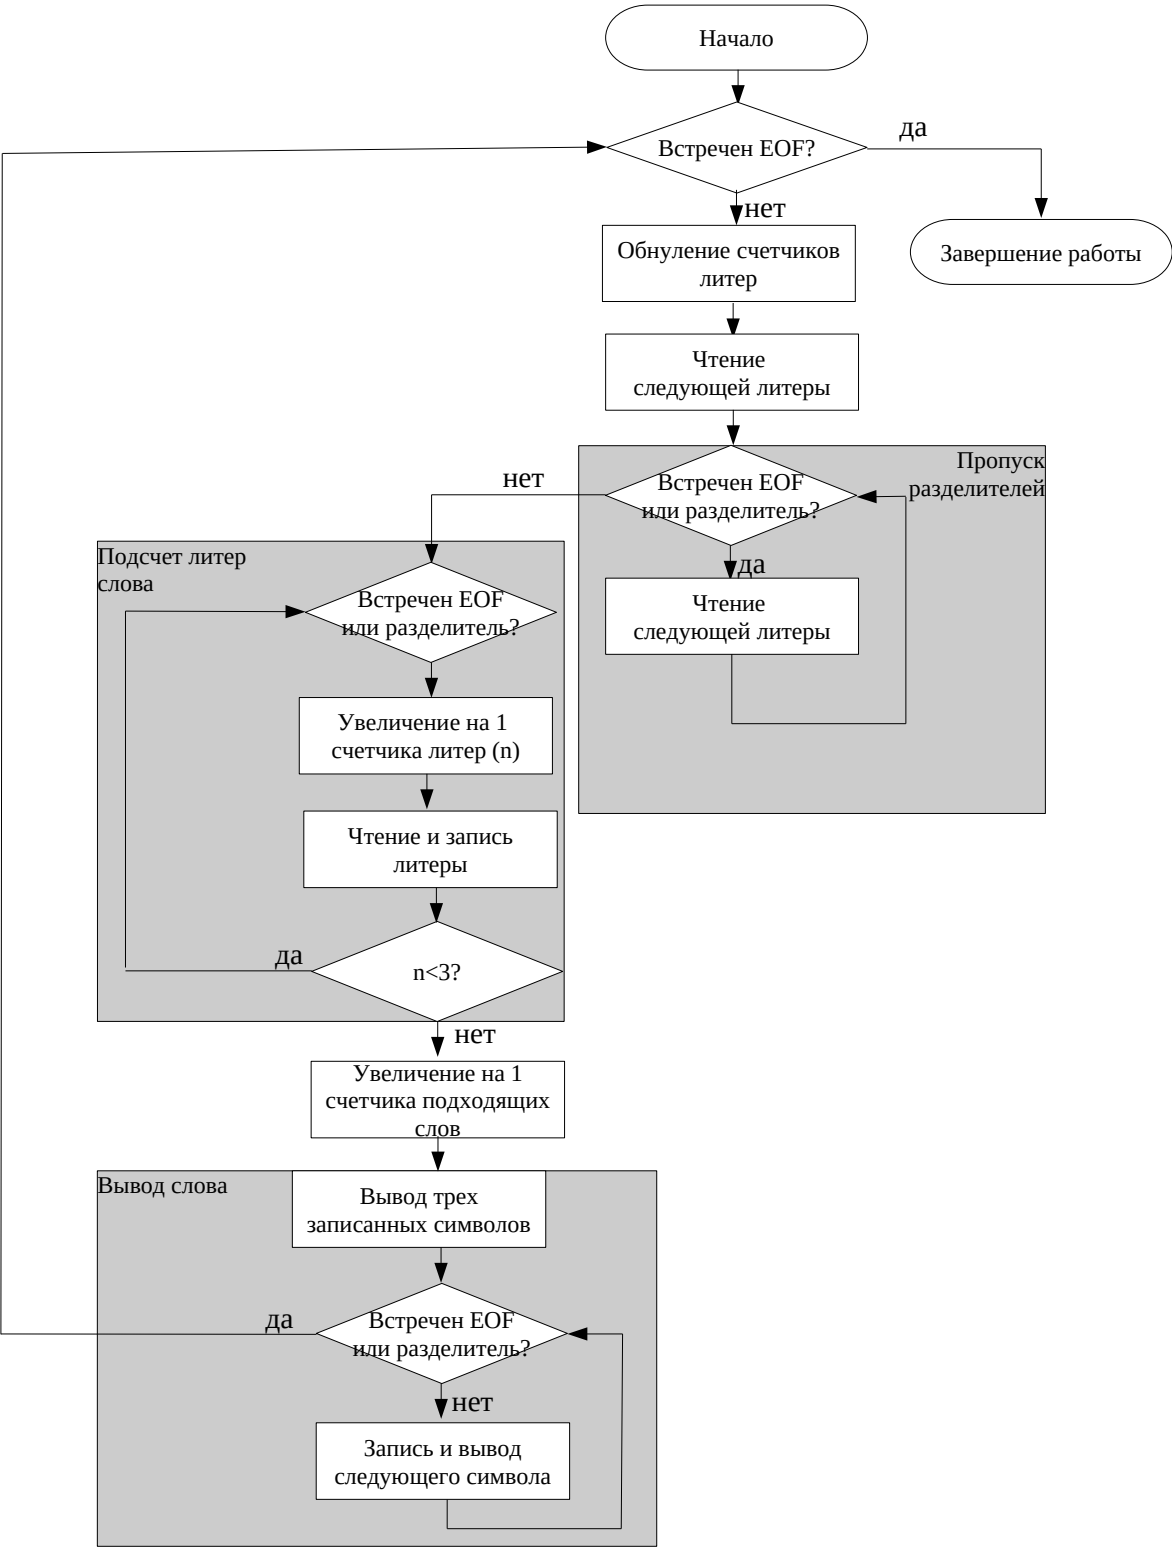 Начало
да
Встречен EOF?
нет
Обнуление счетчиков
литер
Завершение работы
Чтение
следующей литеры
Пропуск
разделителей
нет
Встречен EOF
или разделитель?
да
Чтение
следующей литеры
Подсчет литер
слова
Встречен EOF
или разделитель?
Увеличение на 1
счетчика литер (n)
Чтение и запись
литеры
да
n<3?
нет
Увеличение на 1
счетчика подходящих
слов
Вывод слова
Вывод трех
записанных символов
да
Встречен EOF
или разделитель?
нет
Запись и вывод
следующего символа